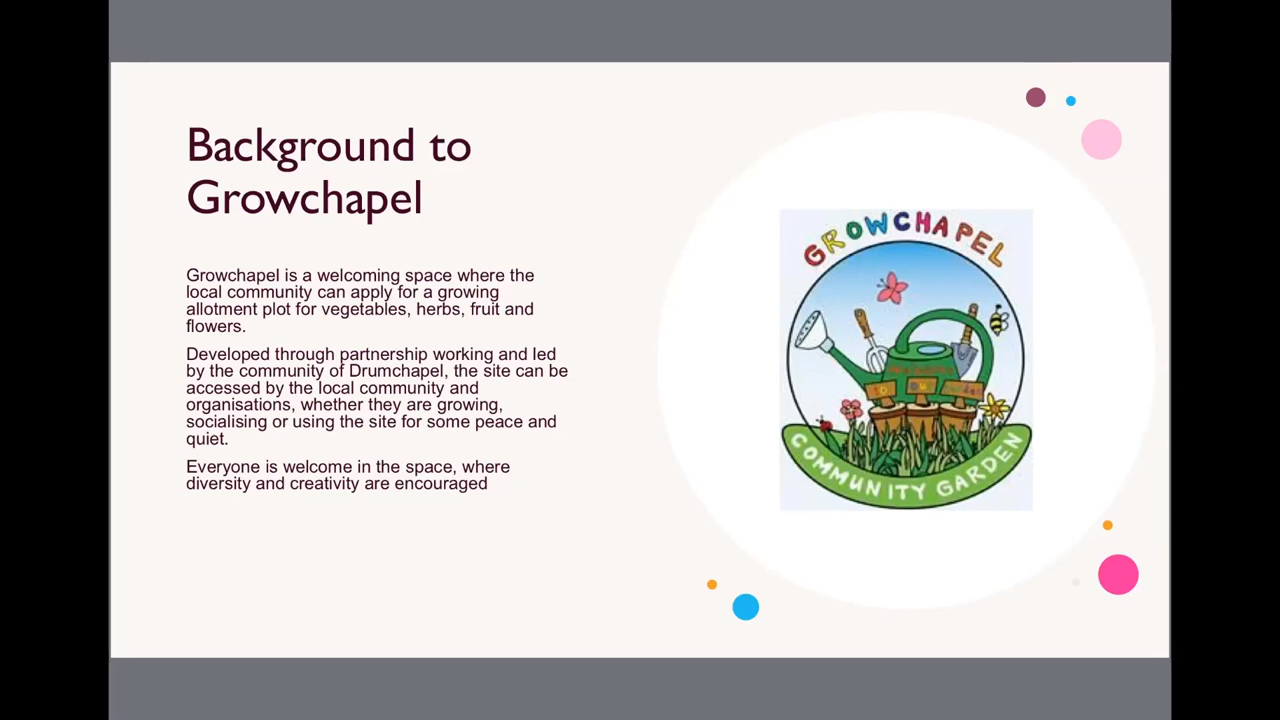 Background to
Growchapel
Growchapel is a welcoming space where the
local community can apply for a growing
allotment plot for vegetables, herbs, fruit and
flowers.
Developed through partnership working and led
by the community of Drumchapel, the site can be
accessed by the local community and
organisations, whether they are growing,
socialising or using the site for some peace and
quiet.
Everyone is welcome in the space, where
diversity and creativity are encouraged
GROWCHAPEL
COMMUNITY GARDEN